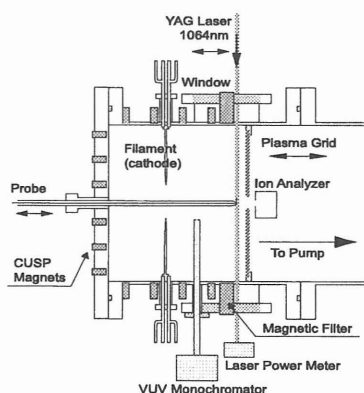 YAG Laser
1064nm
Window
Filament
(cathode)
Plasma Grid
Ion Analyzer
Probe
To Pump
CUSP
Magnets
Magnetic Filter
Laser Power Meter
VUV Monochromator